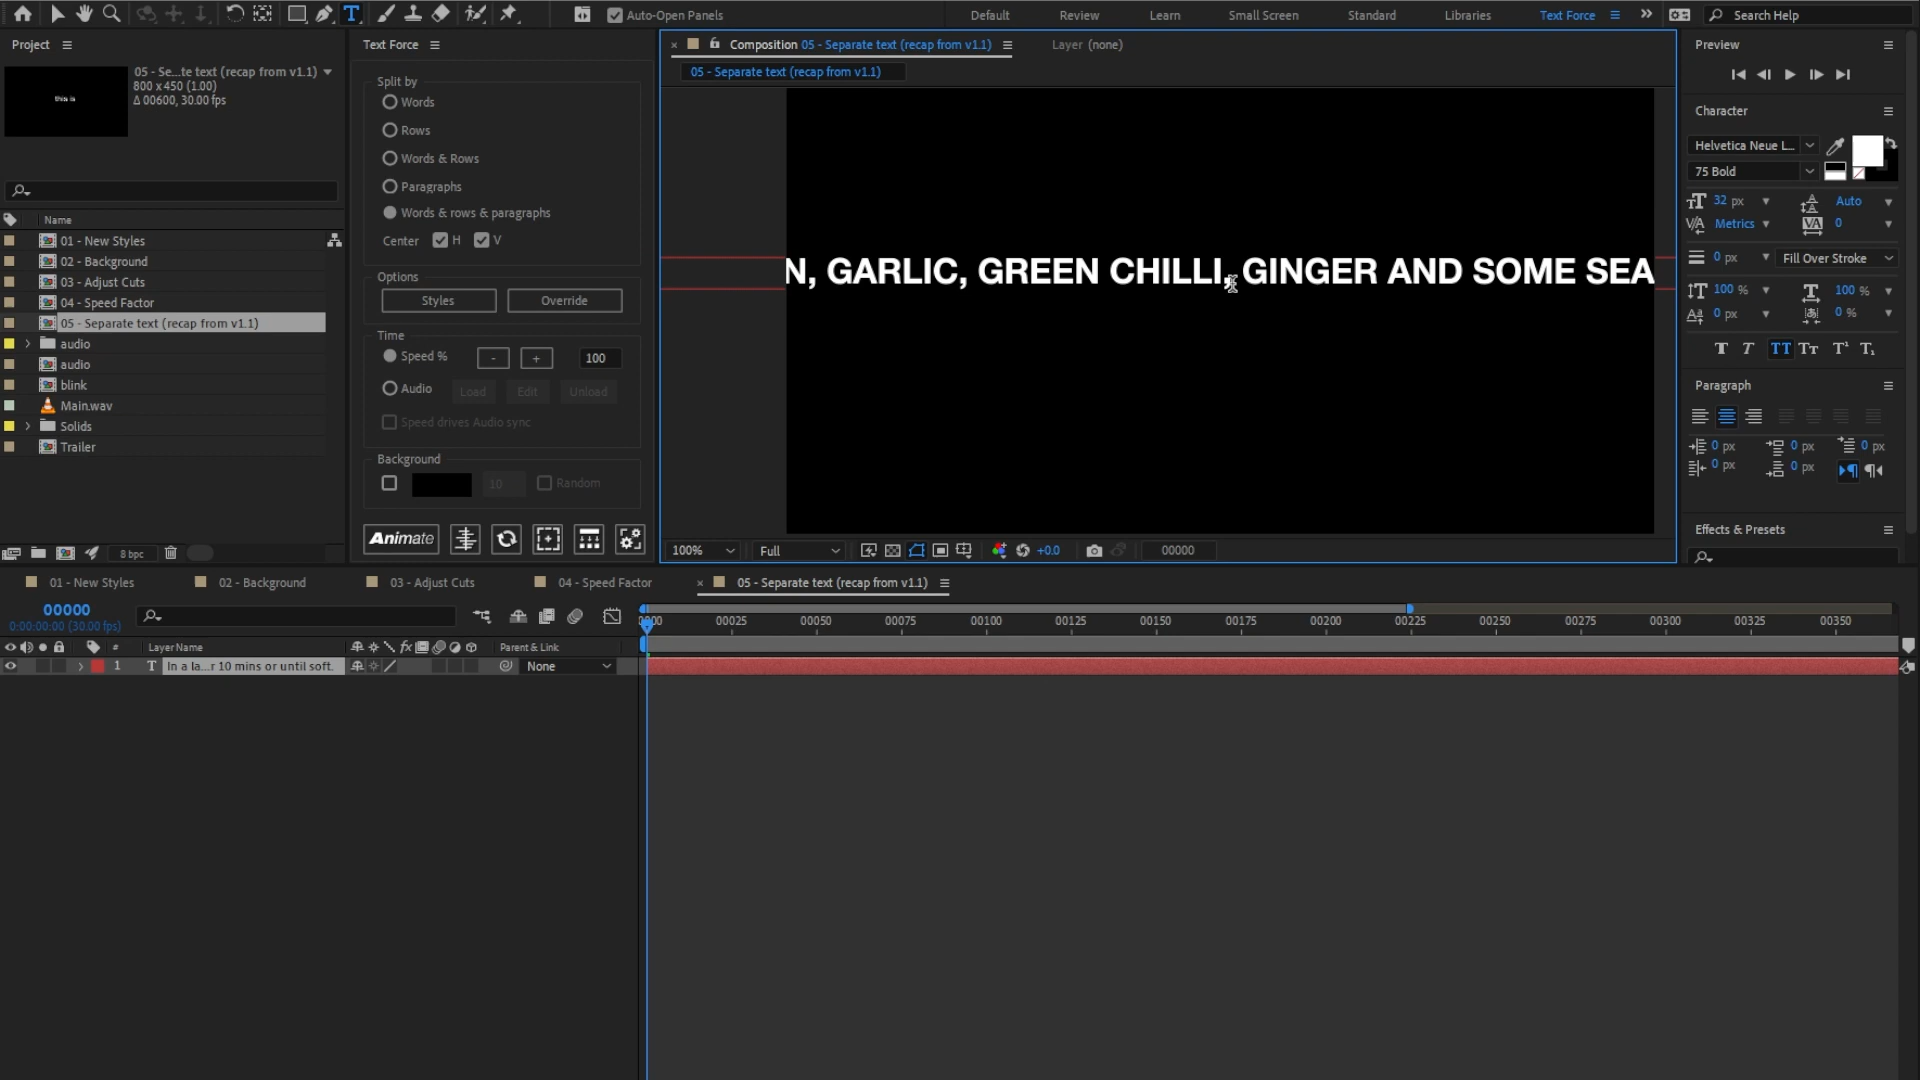 Auto-Open Panels
Default
Review
Learn
Small Screen
Standard
Libraries
Text Force
Search Help
Project
05 - Se...te text (recap from v1.1)
800 x 450 (1.00)
Δ 00600, 30.00 fps
this is
Name
01 - New Styles
02 - Background
03 - Adjust Cuts
04 - Speed Factor
05 - Separate text (recap from v1.1)
audio
audio
blink
Main.wav
Solids
Trailer
8 bpc
Text Force
Split by
Words
Rows
Words & Rows
Paragraphs
Words & rows & paragraphs
Center H V
Options
Styles Override
Time
Speed % - + 100
Audio Load Edit Unload
Speed drives Audio sync
Background
10 Random
Animate
Composition 05 - Separate text (recap from v1.1)
Layer (none)
05 - Separate text (recap from v1.1)
N, GARLIC, GREEN CHILLI, GINGER AND SOME SEA
100% Full +0.0 00000
Preview
Character
Helvetica Neue L...
75 Bold
32 px Auto
Metrics 0
0 px Fill Over Stroke
100 % 100 %
0 px 0 %
Paragraph
0 px 0 px 0 px
0 px 0 px
Effects & Presets
01 - New Styles
02 - Background
03 - Adjust Cuts
04 - Speed Factor
05 - Separate text (recap from v1.1)
00000
0:00:00:00 (30.00 fps)
00025 00050 00075 00100 00125 00150 00175 00200 00225 00250 00275 00300 00325 00350
# Layer Name Parent & Link
1 T In a la...r 10 mins or until soft. None